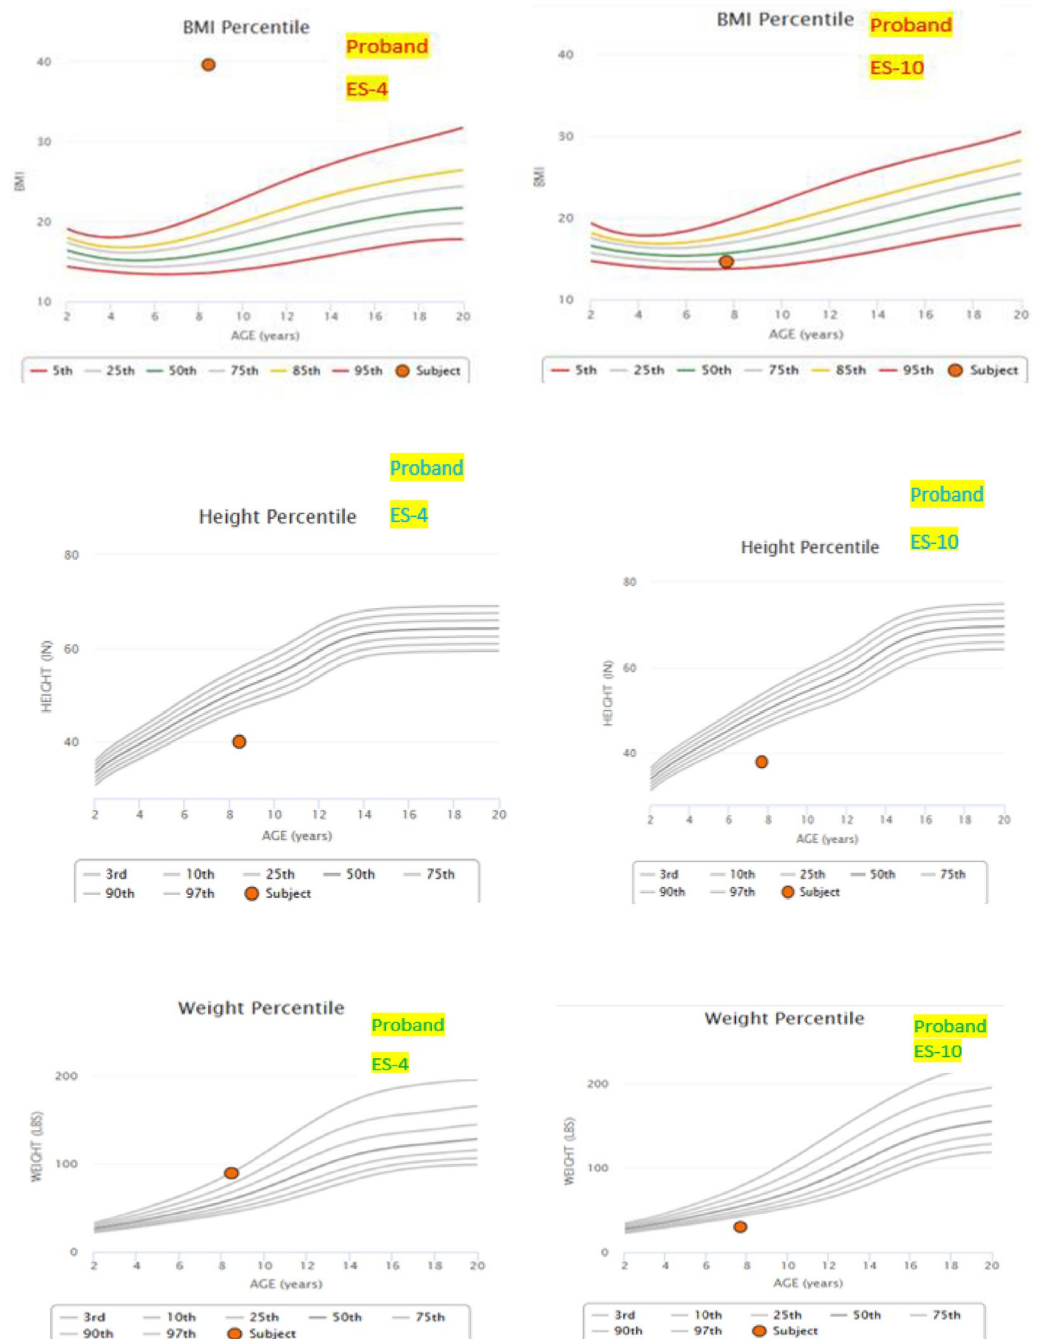 BMI Percentile
Proband
ES-4
40
30
20
10
BMI
2 4 6 8 10 12 14 16 18 20
AGE (years)
5th 25th 50th 75th 85th 95th Subject
BMI Percentile
Proband
ES-10
40
30
20
10
BMI
2 4 6 8 10 12 14 16 18 20
AGE (years)
5th 25th 50th 75th 85th 95th Subject
Proband
ES-4
Height Percentile
80
60
40
HEIGHT (IN)
2 4 6 8 10 12 14 16 18 20
AGE (years)
3rd 10th 25th 50th 75th
90th 97th Subject
Proband
ES-10
Height Percentile
80
60
40
HEIGHT (IN)
2 4 6 8 10 12 14 16 18 20
AGE (years)
3rd 10th 25th 50th 75th
90th 97th Subject
Weight Percentile
Proband
ES-4
200
100
0
WEIGHT (LBS)
2 4 6 8 10 12 14 16 18 20
AGE (years)
3rd 10th 25th 50th 75th
90th 97th Subject
Weight Percentile
Proband
ES-10
200
100
0
WEIGHT (LBS)
2 4 6 8 10 12 14 16 18 20
AGE (years)
3rd 10th 25th 50th 75th
90th 97th Subject